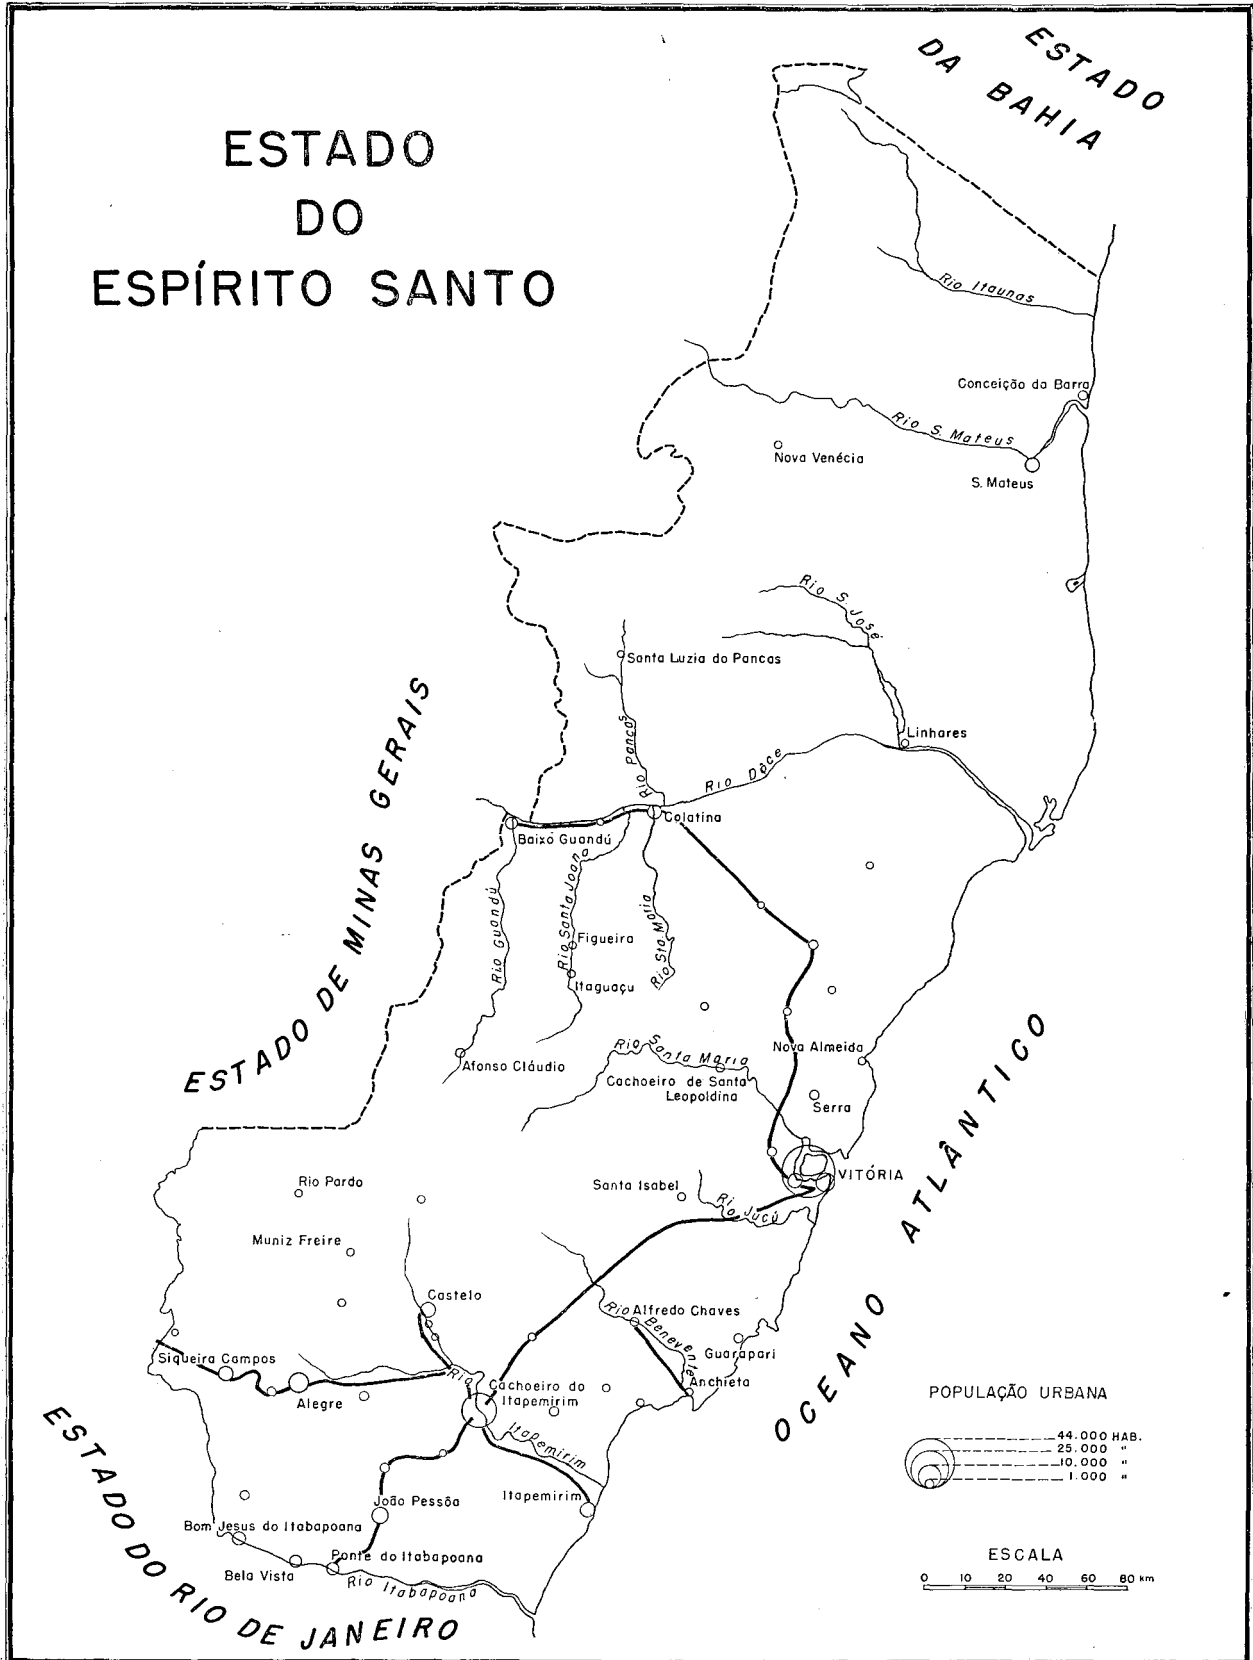 ESTADO
DO
ESPÍRITO SANTO
ESTADO
DA BAHIA
Rio Itaunas
Conceição da Barra
Rio S. Mateus
Nova Venécia
S. Mateus
Rio S. José
Santa Luzia do Pancas
Linhares
Rio Pancas
Rio Dôce
Colatina
Baixo Guandú
ESTADO DE MINAS GERAIS
Rio Guandú
Rio Santa Joana
Rio Sta Maria
Figueira
Itaguaçu
Nova Almeida
Afonso Cláudio
Rio Santa Maria
Cachoeiro de Santa
Leopoldina
Serra
OCEANO ATLÂNTICO
VITÓRIA
Rio Pardo
Santa Isabel
Rio Jucú
Muniz Freire
Castelo
Rio Benevente
Alfredo Chaves
Guarapari
Siqueira Campos
Alegre
Rio Itapemirim
Cachoeiro do
Itapemirim
Anchieta
João Pessôa
Itapemirim
Bom Jesus do Itabapoana
Ponte do Itabapoana
Bela Vista
Rio Itabapoana
ESTADO DO RIO DE JANEIRO
POPULAÇÃO URBANA
44.000 HAB.
25.000 "
10.000 "
1.000 "
ESCALA
0 10 20 40 60 80 km